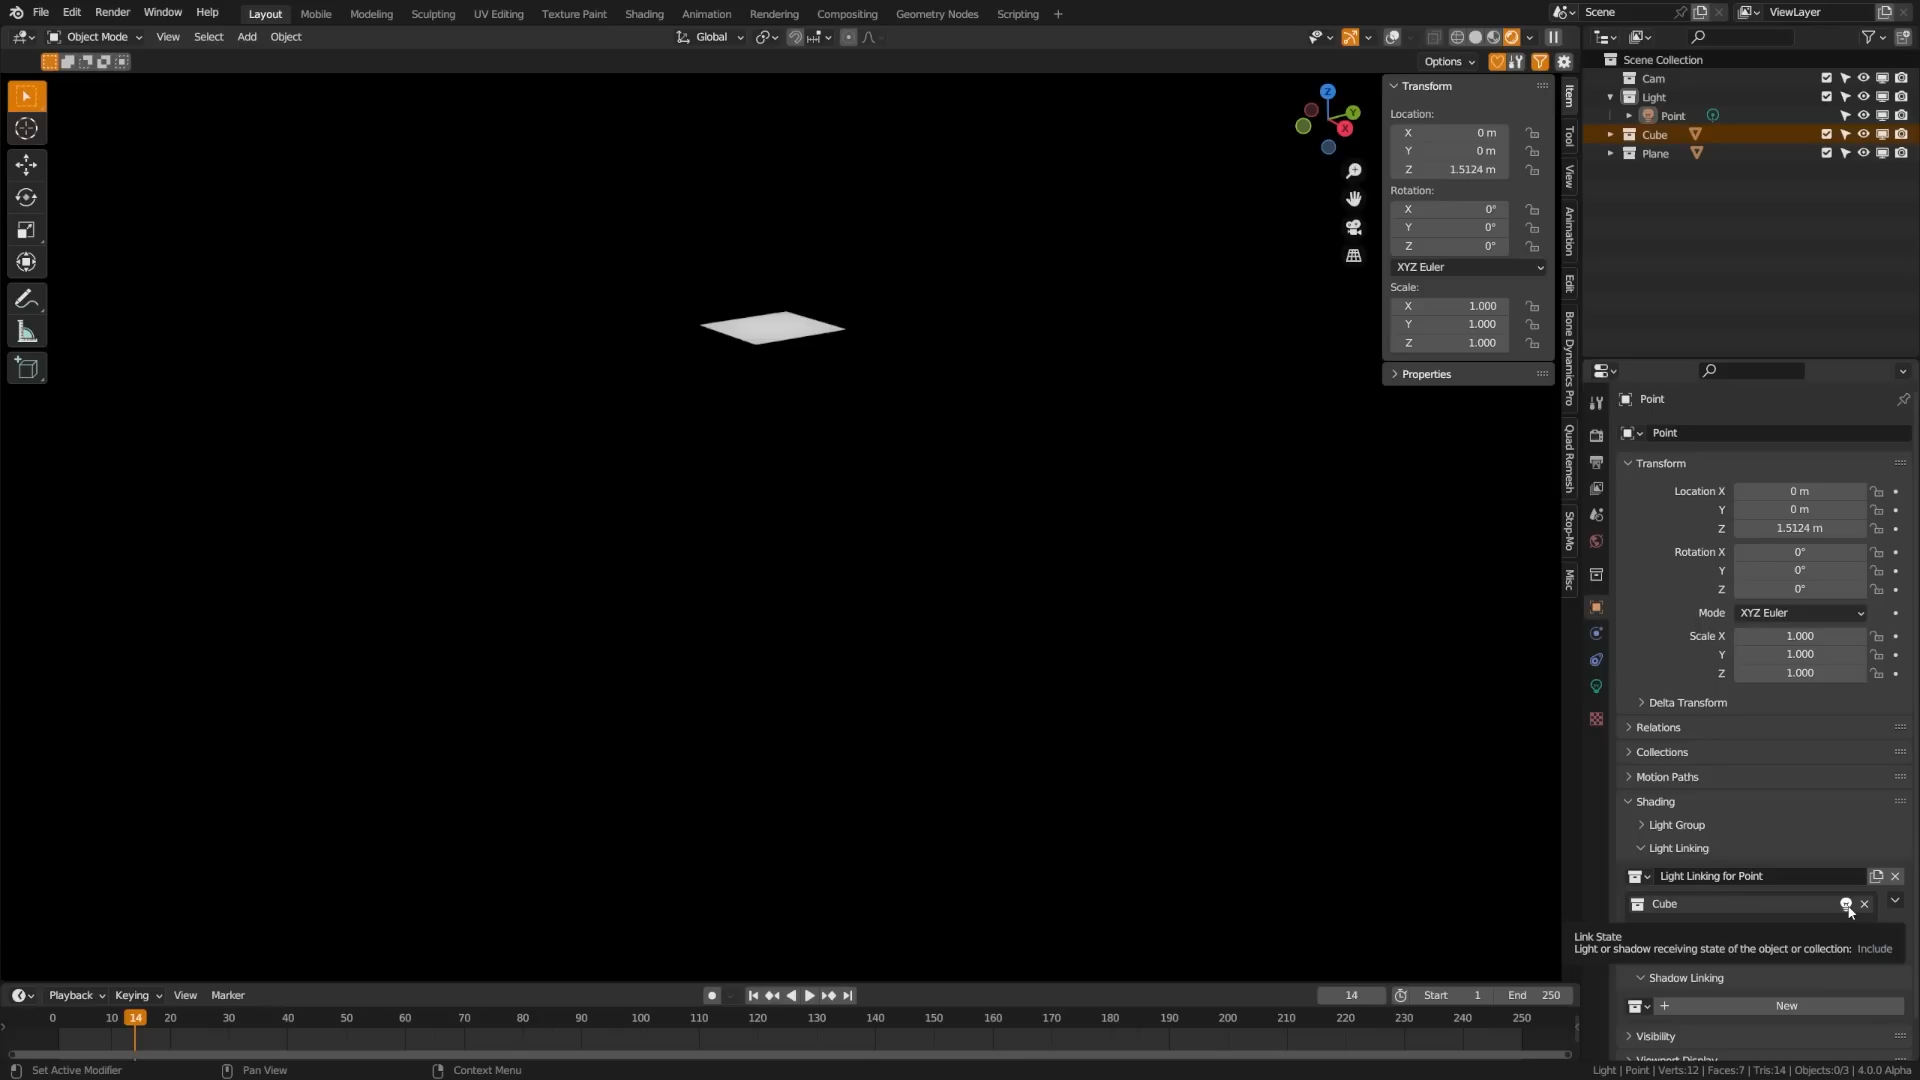 File Edit Render Window Help Layout Mobile Modeling Sculpting UV Editing Texture Paint Shading Animation Rendering Compositing Geometry Nodes Scripting + Scene ViewLayer
Object Mode View Select Add Object Global
Options
Scene Collection
Cam
Light
Point
Cube
Plane
Z
Y
X
Transform
Location:
X 0 m
Y 0 m
Z 1.5124 m
Rotation:
X 0°
Y 0°
Z 0°
XYZ Euler
Scale:
X 1.000
Y 1.000
Z 1.000
Properties
Item
Tool
View
Animation
Edit
Bone Dynamics Pro
Quad Remesh
Stop-Mo
Misc
Point
Point
Transform
Location X 0 m
Y 0 m
Z 1.5124 m
Rotation X 0°
Y 0°
Z 0°
Mode XYZ Euler
Scale X 1.000
Y 1.000
Z 1.000
Delta Transform
Relations
Collections
Motion Paths
Shading
Light Group
Light Linking
Light Linking for Point
Cube
Link State
Light or shadow receiving state of the object or collection: Include
Shadow Linking
+ New
Visibility
Viewport Display
Playback Keying View Marker 14 Start 1 End 250
0 10 14 20 30 40 50 60 70 80 90 100 110 120 130 140 150 160 170 180 190 200 210 220 230 240 250
Set Active Modifier Pan View Context Menu Light | Point | Verts:12 | Faces:7 | Tris:14 | Objects:0/3 | 4.0.0 Alpha